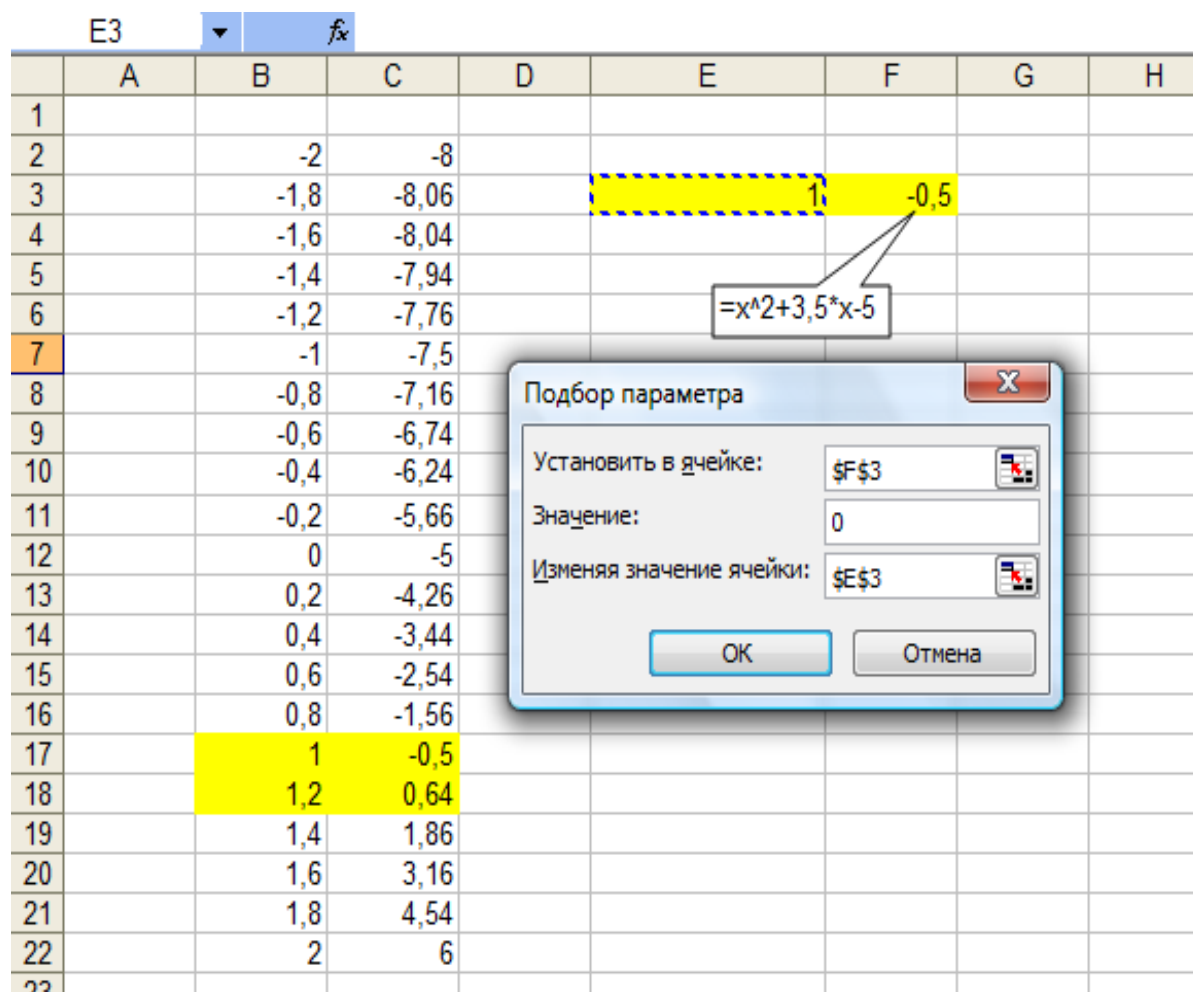 E3 fx
A B C D E F G H
1
2 -2 -8
3 -1,8 -8,06 1 -0,5
4 -1,6 -8,04
5 -1,4 -7,94
6 -1,2 -7,76
=x^2+3,5*x-5
7 -1 -7,5
8 -0,8 -7,16
9 -0,6 -6,74
10 -0,4 -6,24
11 -0,2 -5,66
12 0 -5
13 0,2 -4,26
14 0,4 -3,44
15 0,6 -2,54
16 0,8 -1,56
17 1 -0,5
18 1,2 0,64
19 1,4 1,86
20 1,6 3,16
21 1,8 4,54
22 2 6
23
Подбор параметра X
Установить в ячейке: $F$3
Значение: 0
Изменяя значение ячейки: $E$3
ОК Отмена